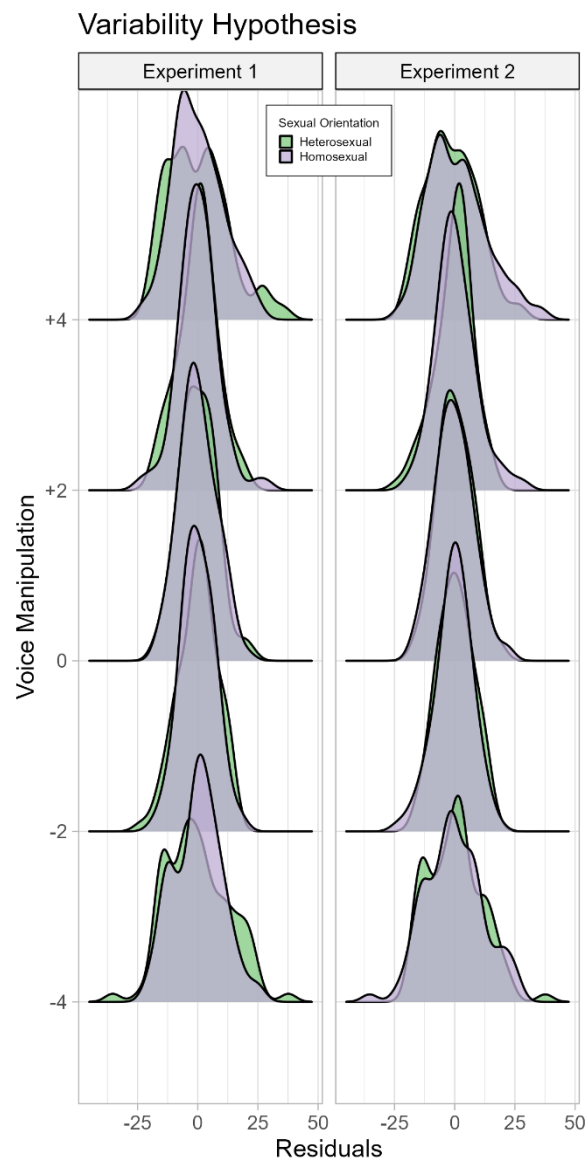 Variability Hypothesis
Experiment 1
Experiment 2
Sexual Orientation
Heterosexual
Homosexual
Voice Manipulation
+4
+2
0
-2
-4
-25
0
25
50
-25
0
25
50
Residuals